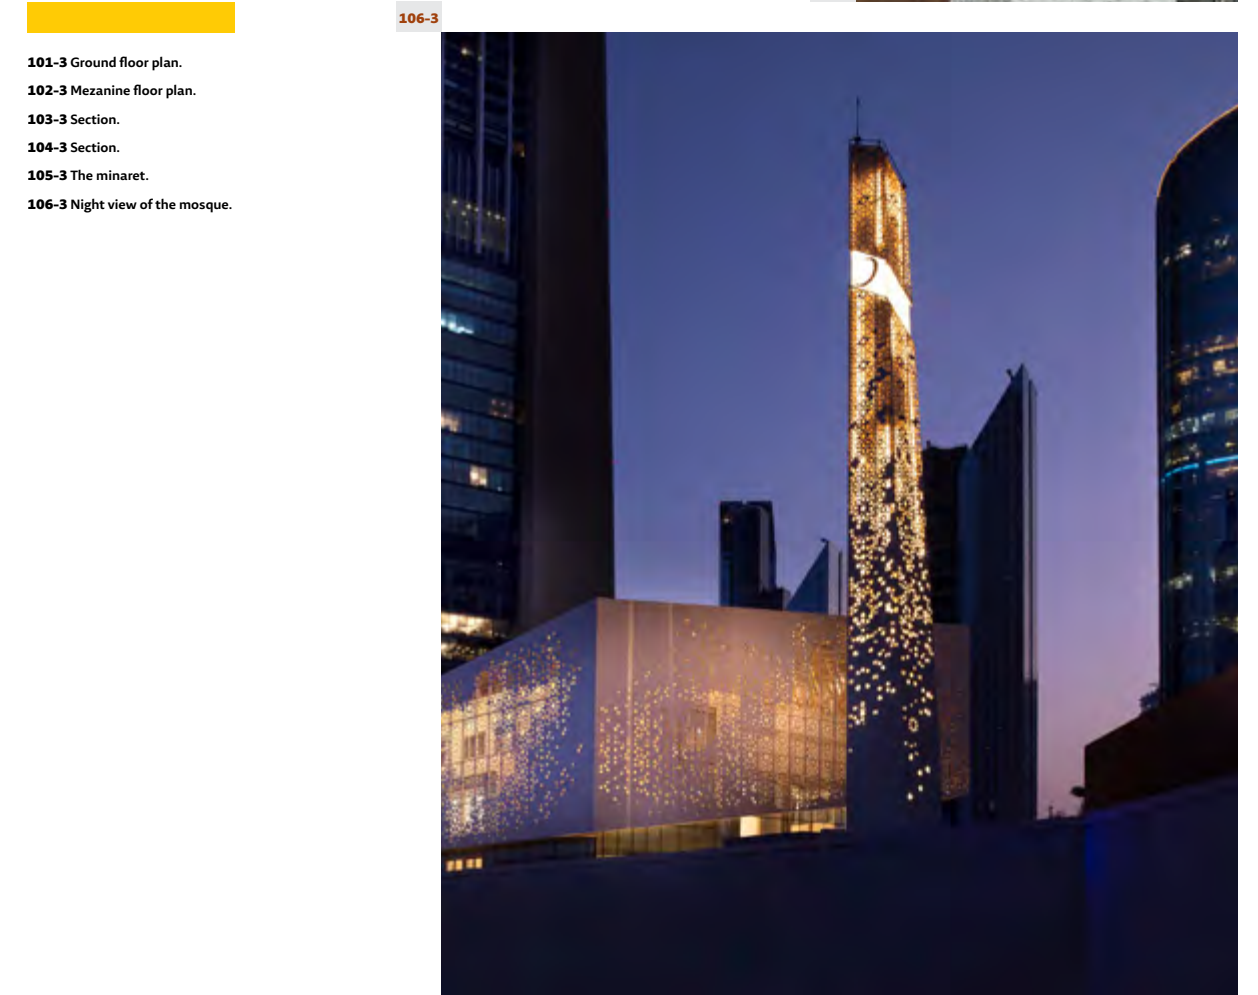 106-3
101-3 Ground floor plan.
102-3 Mezanine floor plan.
103-3 Section.
104-3 Section.
105-3 The minaret.
106-3 Night view of the mosque.